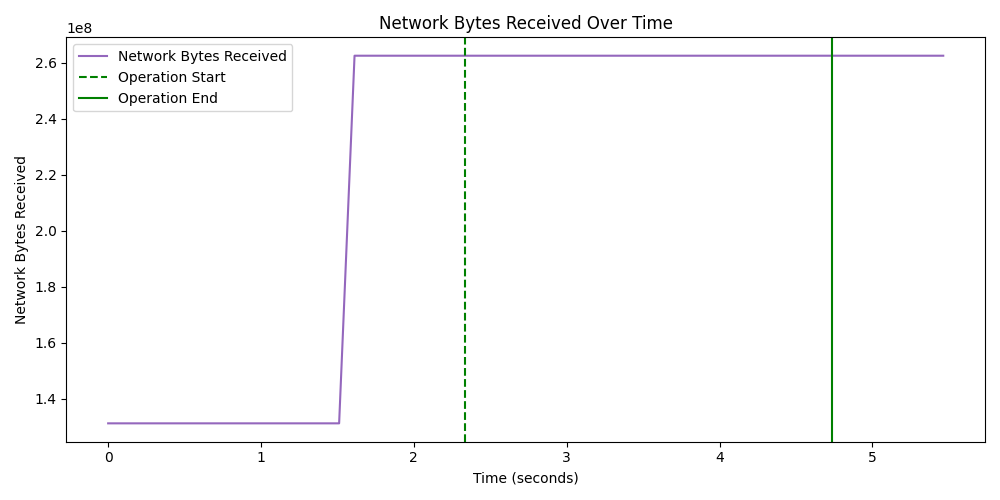 Network Bytes Received Over Time
1e8
Network Bytes Received
Operation Start
Operation End
2.6
2.4
2.2
2.0
1.8
1.6
1.4
Network Bytes Received
0 1 2 3 4 5
Time (seconds)